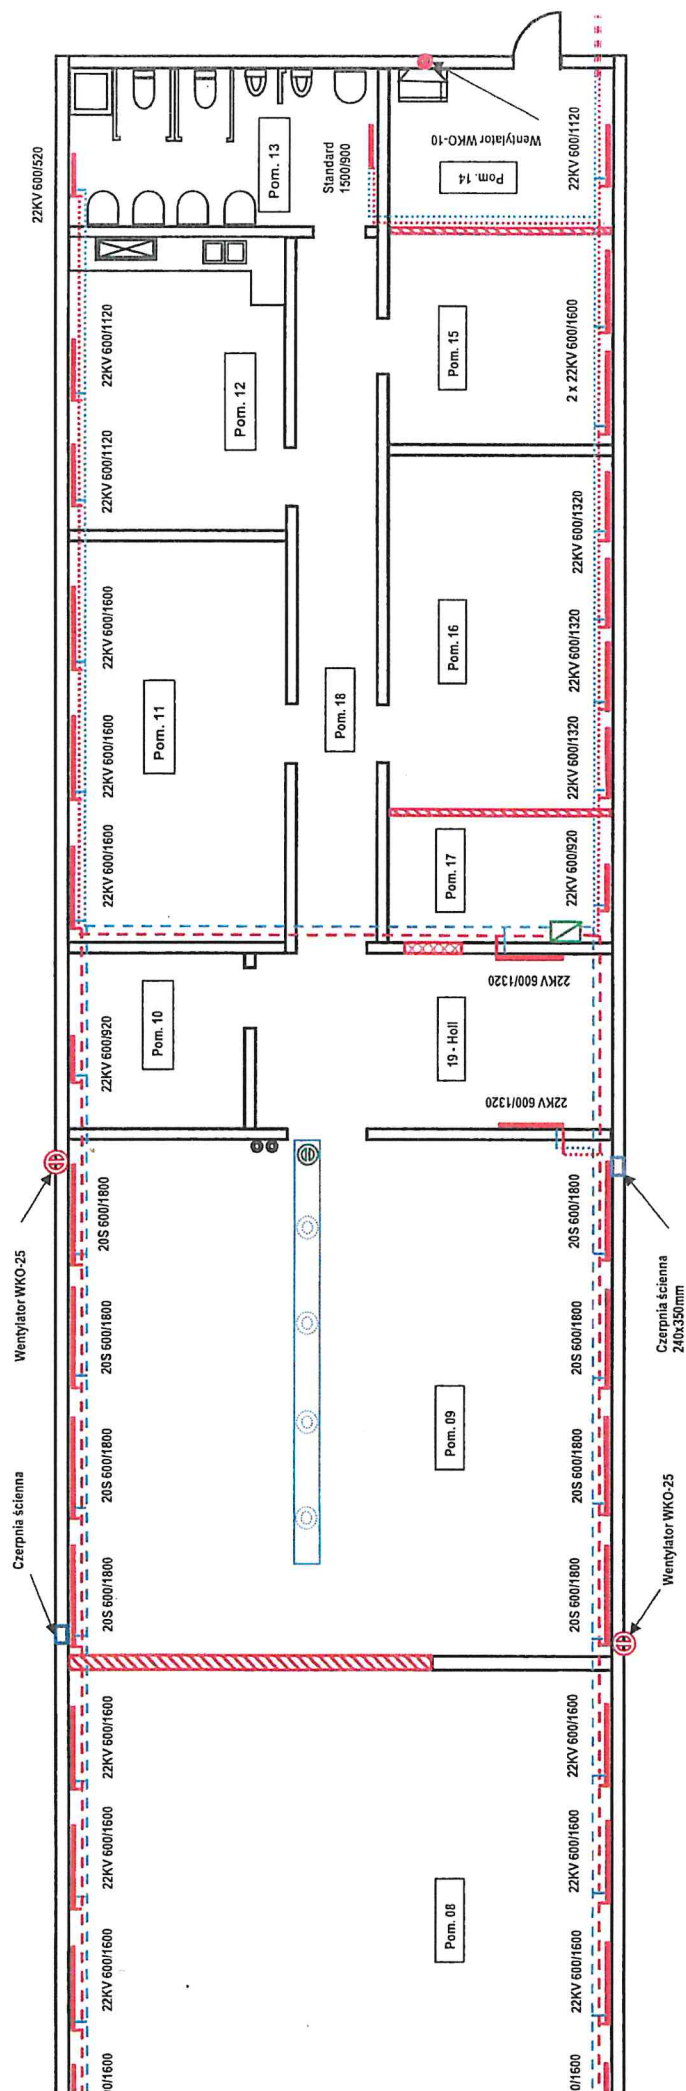 22KV 600/520
Pom. 13
Standard
1500/900
Wentylator WKO-10
Pom. 14
22KV 600/1120
22KV 600/1120
22KV 600/1120
Pom. 12
Pom. 15
2 x 22KV 600/1600
22KV 600/1600
22KV 600/1600
22KV 600/1600
Pom. 11
Pom. 18
Pom. 16
22KV 600/1320
22KV 600/1320
22KV 600/1320
Pom. 17
22KV 600/920
22KV 600/920
Pom. 10
19 - Holl
22KV 600/1320
22KV 600/1320
Wentylator WKO-25
20S 600/1800
20S 600/1800
20S 600/1800
20S 600/1800
Czerpnia ścienna
Pom. 09
20S 600/1800
20S 600/1800
20S 600/1800
20S 600/1800
Czerpnia ścienna
240x350mm
Wentylator WKO-25
22KV 600/1600
22KV 600/1600
22KV 600/1600
0/1600
Pom. 08
22KV 600/1600
22KV 600/1600
22KV 600/1600
0/1600